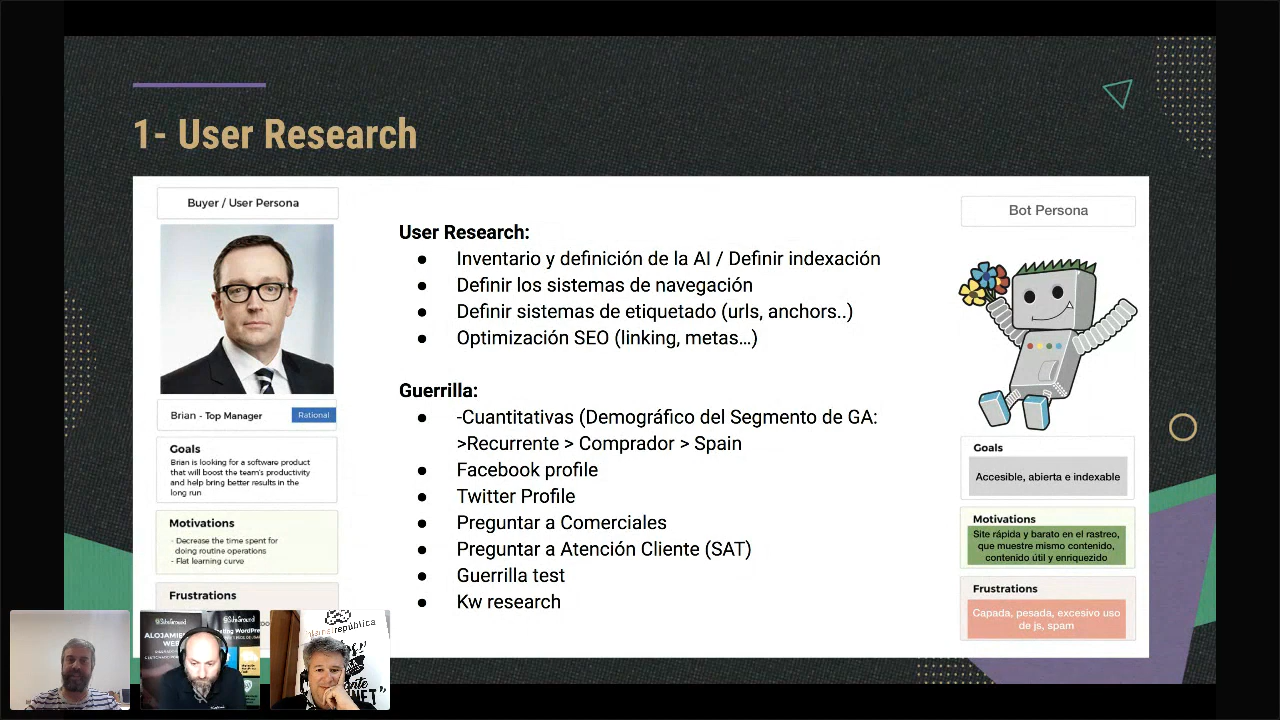 1- User Research
Buyer / User Persona
Brian - Top Manager
Rational
Goals
Brian is looking for a software product
that will boost the team's productivity
and help bring better results in the
long run
Motivations
- Decrease the time spent for
doing routine operations
- Flat learning curve
Frustrations
User Research:
● Inventario y definición de la AI / Definir indexación
● Definir los sistemas de navegación
● Definir sistemas de etiquetado (urls, anchors..)
● Optimización SEO (linking, metas...)
Guerrilla:
● -Cuantitativas (Demográfico del Segmento de GA:
>Recurrente > Comprador > Spain
● Facebook profile
● Twitter Profile
● Preguntar a Comerciales
● Preguntar a Atención Cliente (SAT)
● Guerrilla test
● Kw research
Bot Persona
Goals
Accesible, abierta e indexable
Motivations
Site rápida y barato en el rastreo,
que muestre mismo contenido,
contenido útil y enriquezido
Frustrations
Capada, pesada, excesivo uso
de js, spam
SiteGround
ALOJAMIE
WEB
república